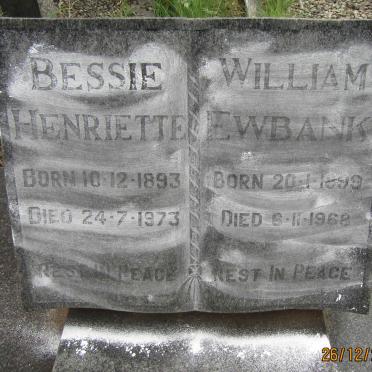 BESSIE
HENRIETTE
BORN 10-12-1893
DIED 24-7-1973
REST IN PEACE
WILLIAM
EWBANK
BORN 20-1-1899
DIED 6-11-1968
REST IN PEACE
26/12/2